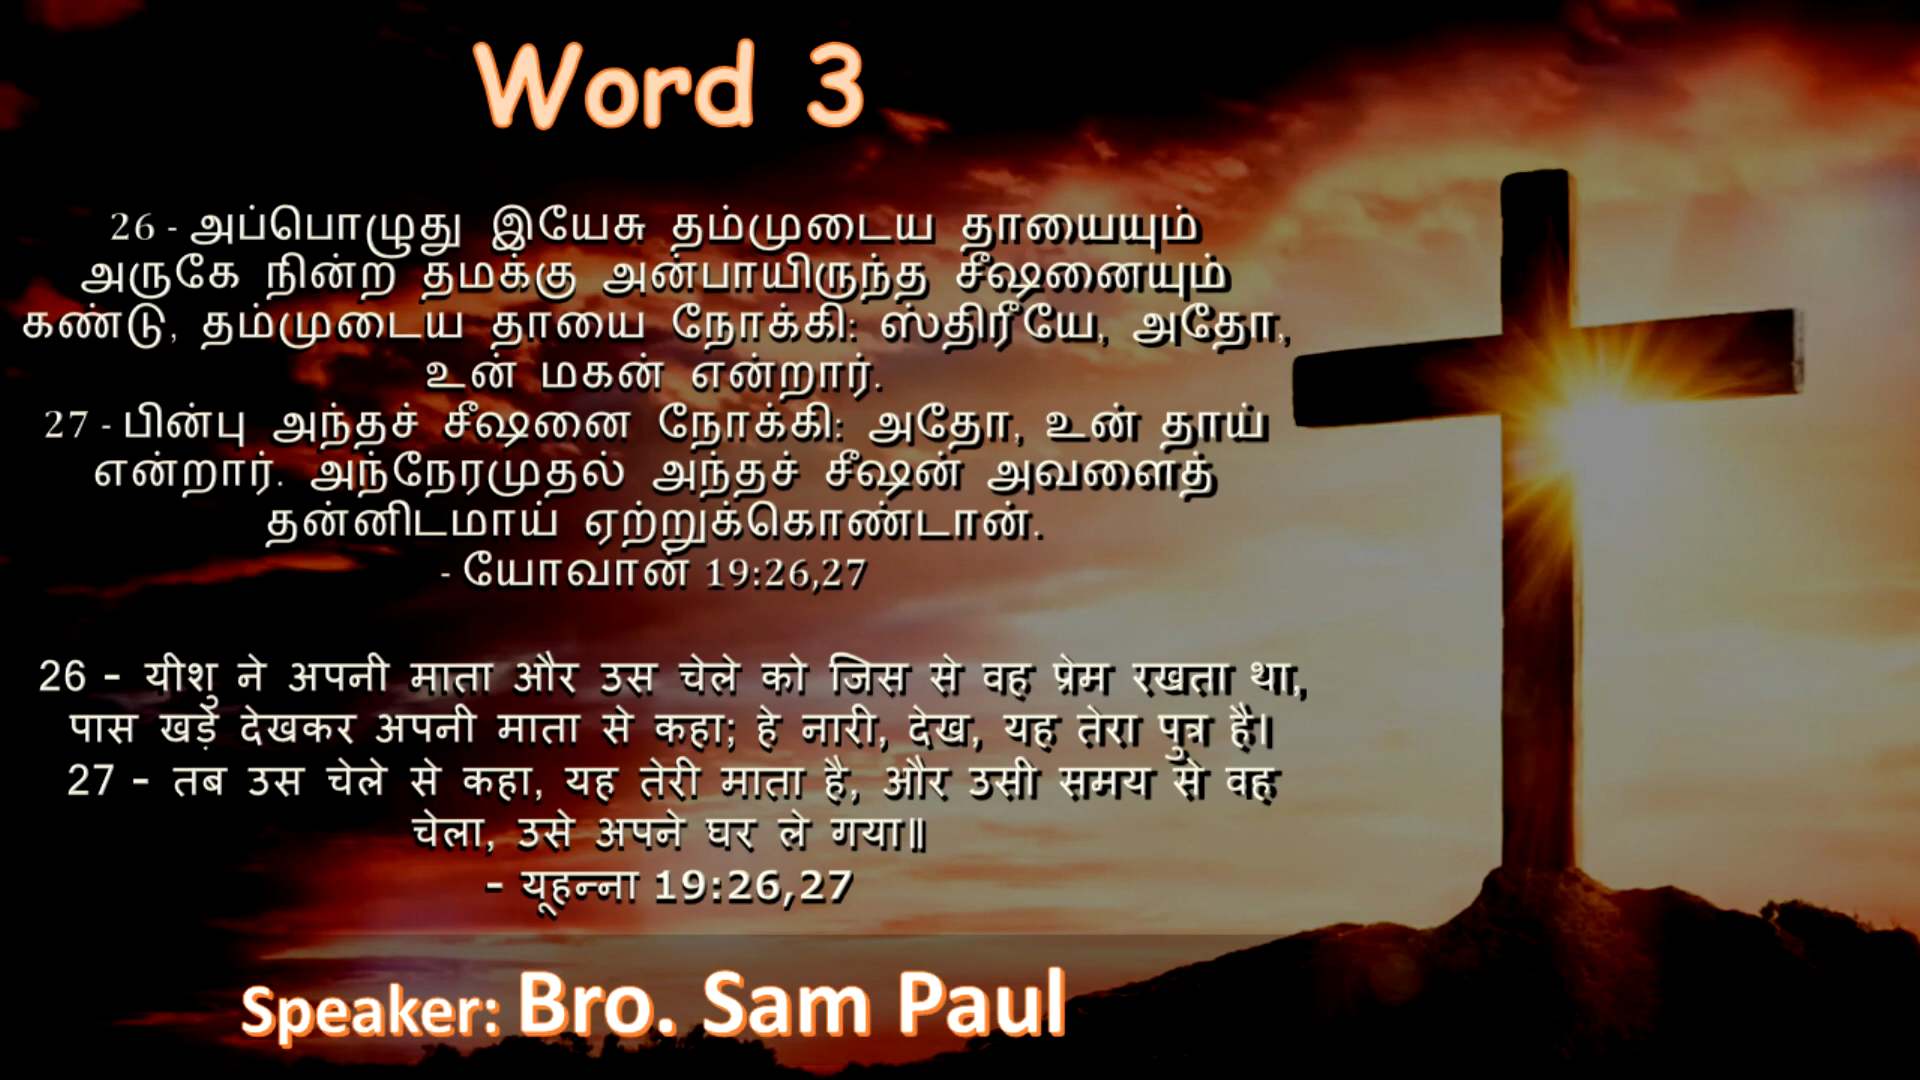 Word 3
26 - அப்பொழுது இயேசு தம்முடைய தாயையும்
அருகே நின்ற தமக்கு அன்பாயிருந்த சீஷனையும்
கண்டு, தம்முடைய தாயை நோக்கி: ஸ்திரீயே, அதோ,
உன் மகன் என்றார்.
27 - பின்பு அந்தச் சீஷனை நோக்கி: அதோ, உன் தாய்
என்றார். அந்நேரமுதல் அந்தச் சீஷன் அவளைத்
தன்னிடமாய் ஏற்றுக்கொண்டான்.
- யோவான் 19:26,27
26 - यीशु ने अपनी माता और उस चेले को जिस से वह प्रेम रखता था,
पास खड़े देखकर अपनी माता से कहा; हे नारी, देख, यह तेरा पुत्र है।
27 - तब उस चेले से कहा, यह तेरी माता है, और उसी समय से वह
चेला, उसे अपने घर ले गया॥
- यूहन्ना 19:26,27
Speaker: Bro. Sam Paul